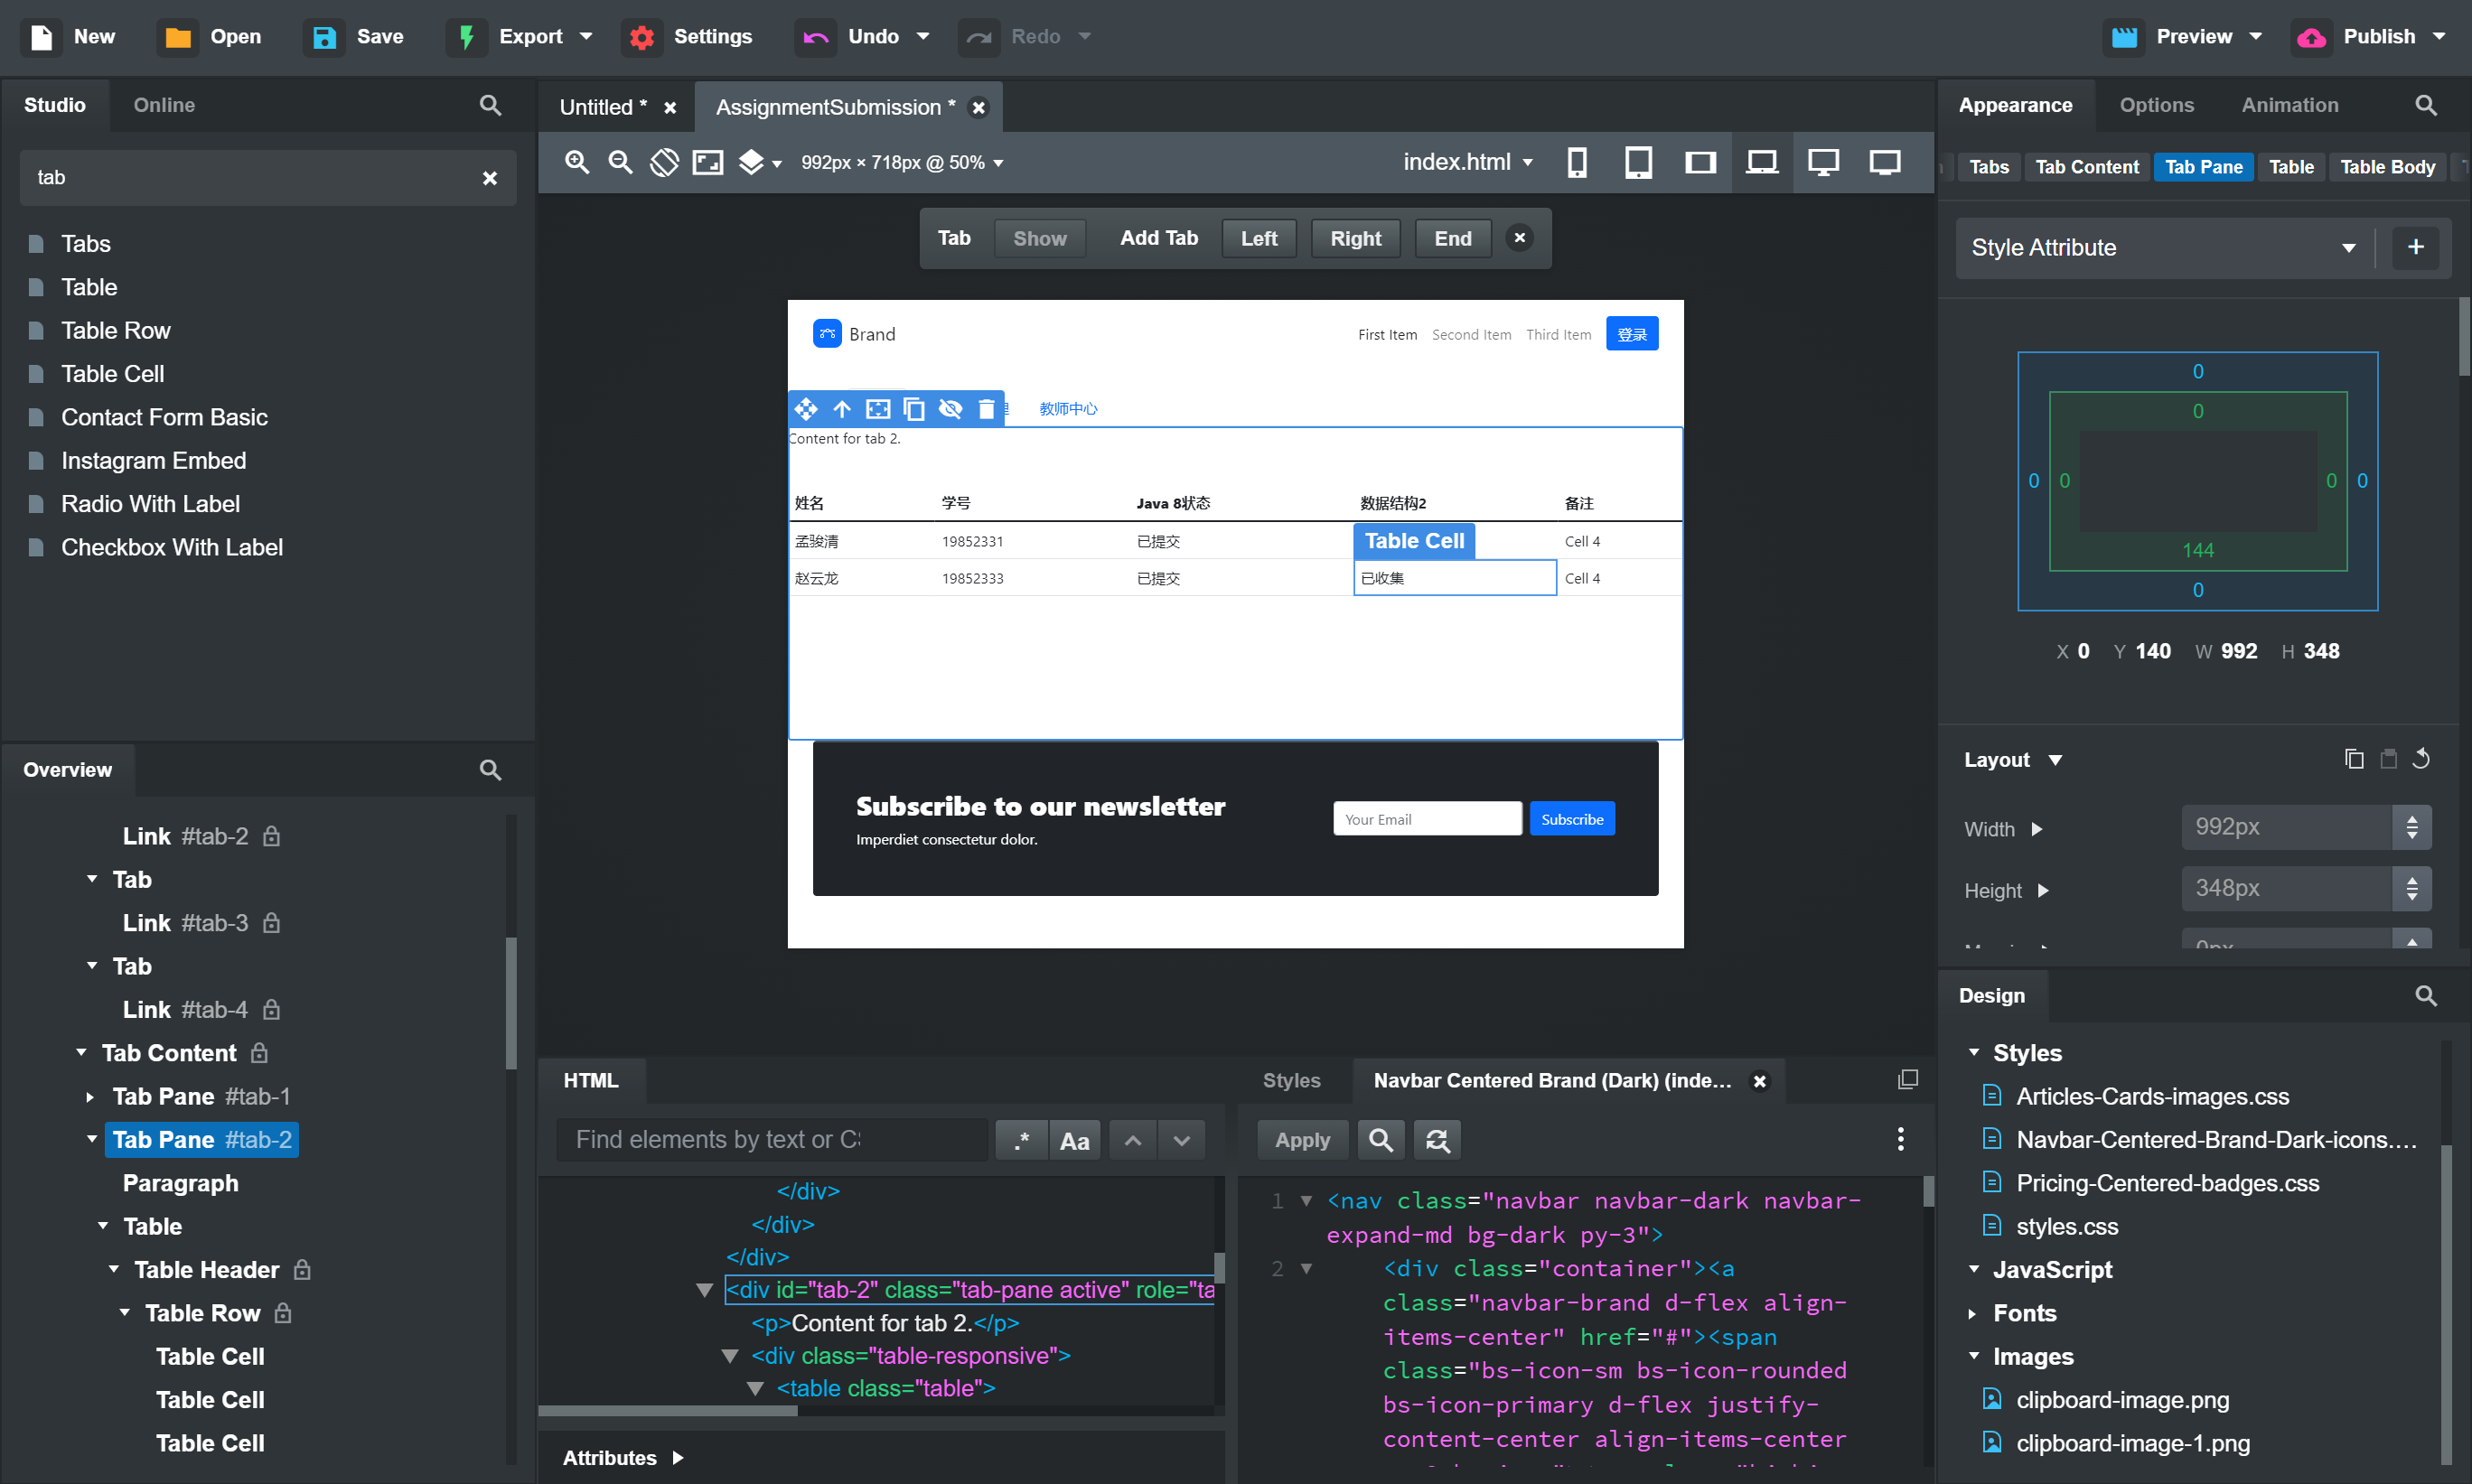 New Open Save Export Settings Undo Redo Preview Publish
Studio Online
tab
Tabs
Table
Table Row
Table Cell
Contact Form Basic
Instagram Embed
Radio With Label
Checkbox With Label
Overview
Link #tab-2
Tab
Link #tab-3
Tab
Link #tab-4
Tab Content
Tab Pane #tab-1
Tab Pane #tab-2
Paragraph
Table
Table Header
Table Row
Table Cell
Table Cell
Table Cell
Untitled * AssignmentSubmission *
992px × 718px @ 50% index.html
Tab Show Add Tab Left Right End
Brand First Item Second Item Third Item 登录
教师中心
Content for tab 2.
姓名 学号 Java 8状态 数据结构2 备注
孟骏清 19852331 已提交 Table Cell Cell 4
赵云龙 19852333 已提交 已收集 Cell 4
Subscribe to our newsletter
Imperdiet consectetur dolor.
Your Email Subscribe
HTML
Find elements by text or CS
.* Aa
</div>
</div>
</div>
<div id="tab-2" class="tab-pane active" role="ta
<p>Content for tab 2.</p>
<div class="table-responsive">
<table class="table">
Attributes
Styles Navbar Centered Brand (Dark) (inde...
Apply
1 <nav class="navbar navbar-dark navbar-
expand-md bg-dark py-3">
2 <div class="container"><a
class="navbar-brand d-flex align-
items-center" href="#"><span
class="bs-icon-sm bs-icon-rounded
bs-icon-primary d-flex justify-
content-center align-items-center
Appearance Options Animation
Tabs Tab Content Tab Pane Table Table Body
Style Attribute +
0
0
0 0 0 0
144
0
X 0 Y 140 W 992 H 348
Layout
Width 992px
Height 348px
0px
Design
Styles
Articles-Cards-images.css
Navbar-Centered-Brand-Dark-icons....
Pricing-Centered-badges.css
styles.css
JavaScript
Fonts
Images
clipboard-image.png
clipboard-image-1.png